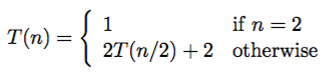 T(n) = { 1 if n = 2
2T(n/2) + 2 otherwise